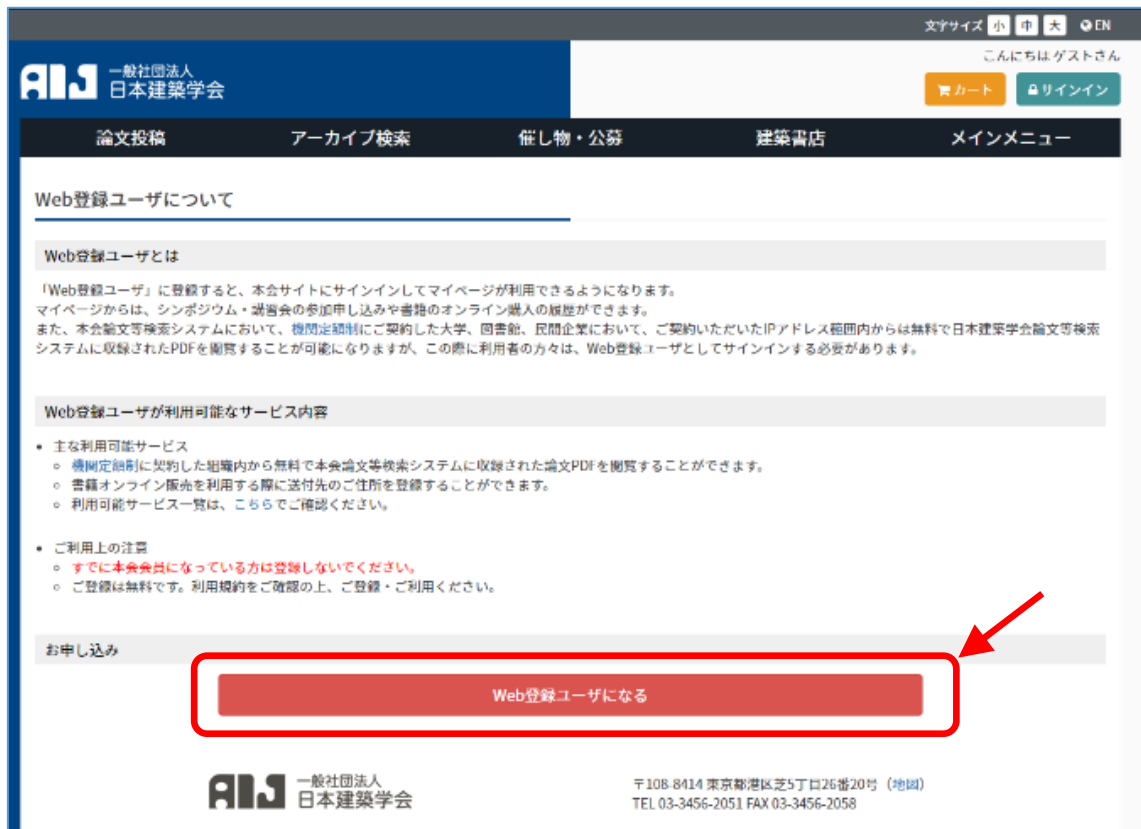 文字サイズ 小 中 大 EN
こんにちは ゲストさん
AIJ 一般社団法人
日本建築学会
カート サインイン
論文投稿 アーカイブ検索 催し物・公募 建築書店 メインメニュー
Web登録ユーザについて
Web登録ユーザとは
「Web登録ユーザ」に登録すると、本会サイトにサインインしてマイページが利用できるようになります。
マイページからは、シンポジウム・講習会の参加申し込みや書籍のオンライン購入の履歴ができます。
また、本会論文等検索システムにおいて、機関定額制にご契約した大学、図書館、民間企業において、ご契約いただいたIPアドレス範囲内からは無料で日本建築学会論文等検索
システムに収録されたPDFを閲覧することが可能になりますが、この際に利用者の方々は、Web登録ユーザとしてサインインする必要があります。
Web登録ユーザが利用可能なサービス内容
• 主な利用可能サービス
○ 機関定額制に契約した組織内から無料で本会論文等検索システムに収録された論文PDFを閲覧することができます。
○ 書籍オンライン販売を利用する際に送付先のご住所を登録することができます。
○ 利用可能サービス一覧は、こちらでご確認ください。
• ご利用上の注意
○ すでに本会会員になっている方は登録しないでください。
○ ご登録は無料です。利用規約をご確認の上、ご登録・ご利用ください。
お申し込み
Web登録ユーザになる
AIJ 一般社団法人
日本建築学会
〒108-8414 東京都港区芝5丁目26番20号（地図）
TEL 03-3456-2051 FAX 03-3456-2058